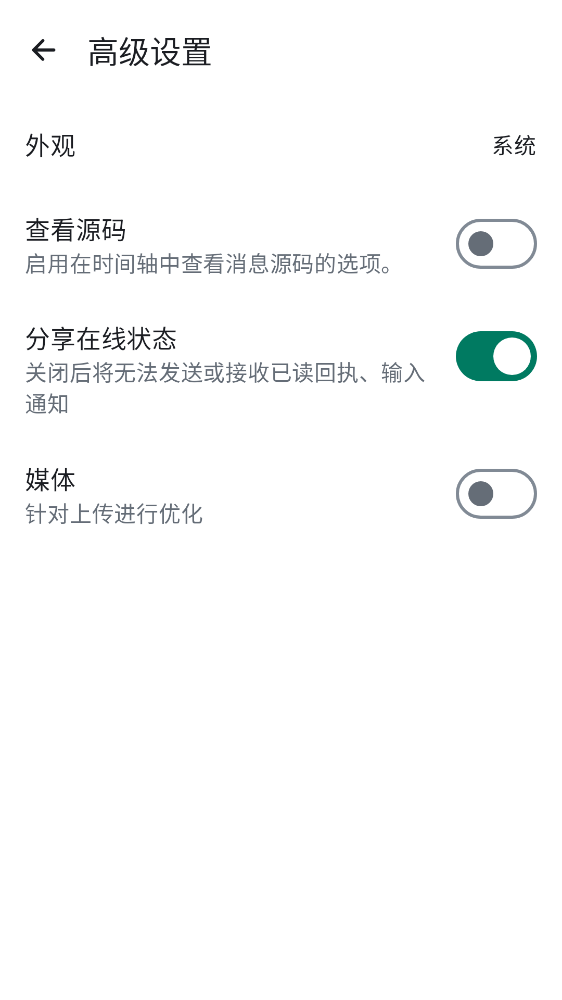 高级设置
外观
系统
查看源码
启用在时间轴中查看消息源码的选项。
分享在线状态
关闭后将无法发送或接收已读回执、输入
通知
媒体
针对上传进行优化